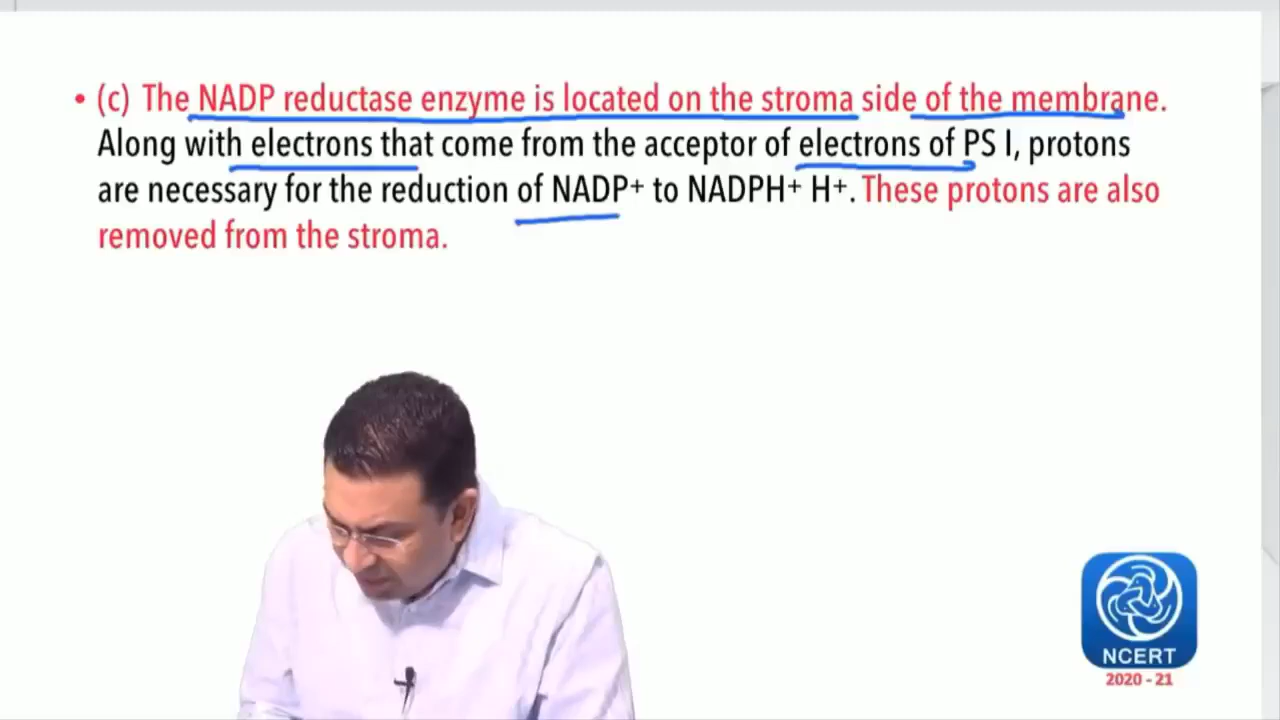 • (c) The NADP reductase enzyme is located on the stroma side of the membrane.
Along with electrons that come from the acceptor of electrons of PS I, protons
are necessary for the reduction of NADP+ to NADPH+ H+. These protons are also
removed from the stroma.
NCERT
2020 - 21